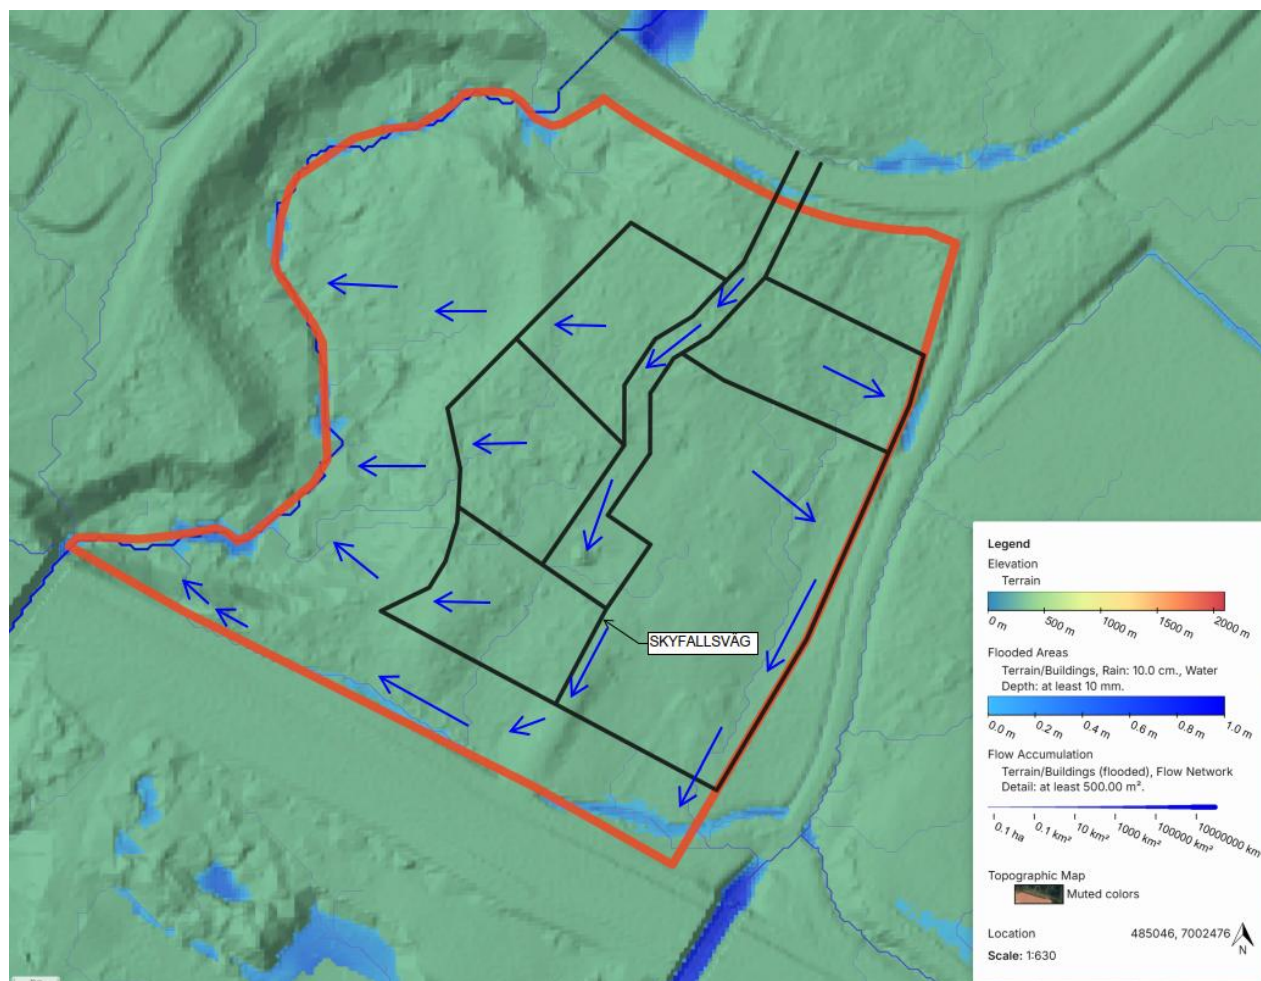 SKYFALLSVÄG
Legend
Elevation
Terrain
0 m
500 m
1000 m
1500 m
2000 m
Flooded Areas
Terrain/Buildings, Rain: 10.0 cm., Water
Depth: at least 10 mm.
0.0 m
0.2 m
0.4 m
0.6 m
0.8 m
1.0 m
Flow Accumulation
Terrain/Buildings (flooded), Flow Network
Detail: at least 500.00 m².
0.1 ha
0.1 km²
10 km²
1000 km²
100000 km²
10000000 km
Topographic Map
Muted colors
Location 485046, 7002476
N
Scale: 1:630